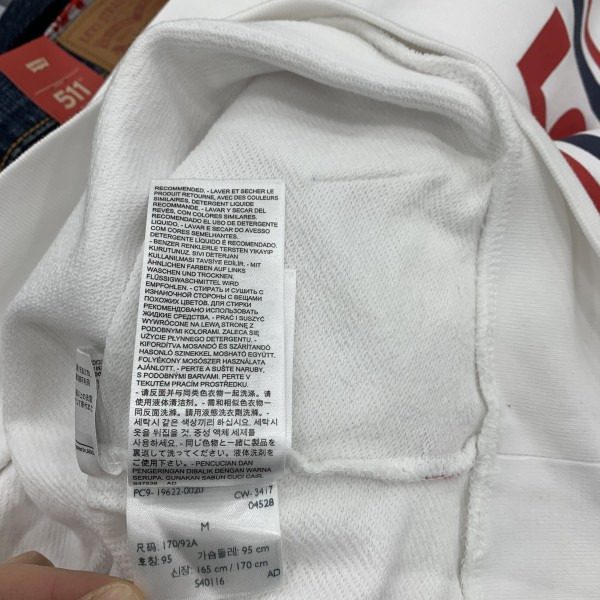 511
RECOMMENDED. - LAVER ET SECHER LE
PRODUIT RETOURNE, AVEC DES COULEURS
SIMILAIRES. DETERGENT LIQUIDE
RECOMMANDE. - LAVAR Y SECAR DEL
REVÉS, CON COLORES SIMILARES.
RECOMENDADO EL USO DE DETERGENTE
LÍQUIDO. - LAVAR E SECAR DO AVESSO
COM CORES SEMELHANTES.
DETERGENTE LÍQUIDO É RECOMENDADO.
- BENZER RENKLERLE TERSTEN YIKAYIP
KURUTUNUZ. SIVI DETERJAN
KULLANILMASI TAVSİYE EDİLİR. - MIT
ÄHNLICHEN FARBEN AUF LINKS
WASCHEN UND TROCKNEN.
FLÜSSIGWASCHMITTEL WIRD
EMPFOHLEN. - СТИРАТЬ И СУШИТЬ С
ИЗНАНОЧНОЙ СТОРОНЫ С ВЕЩАМИ
ПОХОЖИХ ЦВЕТОВ. ДЛЯ СТИРКИ
ЖИДКИЕ СРЕДСТВА. - PRAĆ I SUSZYĆ
WYWRÓCONE NA LEWĄ STRONĘ Z
PODOBNYMI KOLORAMI. ZALECA SIĘ
UŻYCIE PŁYNNEGO DETERGENTU. -
KIFORDÍTVA MOSANDÓ ÉS SZÁRÍTANDÓ
HASONLÓ SZINEKKEL. MOSHATÓ EGYÜTT.
FOLYÉKONY MOSÓSZER HASZNÁLATA
AJÁNLOTT. - PERTE A SUŠTE NARUBY,
S PODOBNÝMI BARVAMI. PERTE V
TEKUTÉM PRACÍM PROSTŘEDKU.
- 请反面并与同类色衣物一起洗涤。请
使用液体清洁剂。 - 需和相似色衣物一
同反面洗滌。請用液態洗衣劑洗滌。 -
세탁시 같은 색상끼리 하십시오. 세탁시
옷을 뒤집을 것. 중성 액체 세제를
사용하세요. - 同じ色物と一緒に製品を
裏返して洗ってください。液体洗剤を
ご使用下さい。 - PENCUCIAN DAN
PENGERINGAN DIBALIK DENGAN WARNA
SERUPA. GUNAKAN SABUN CUCI CAIR.
AD
PC9-19622-0020 CW-3417
04528
M
尺码: 170/92A
호칭: 95 가슴둘레: 95 cm
신장: 165 cm / 170 cm
S40116 AD